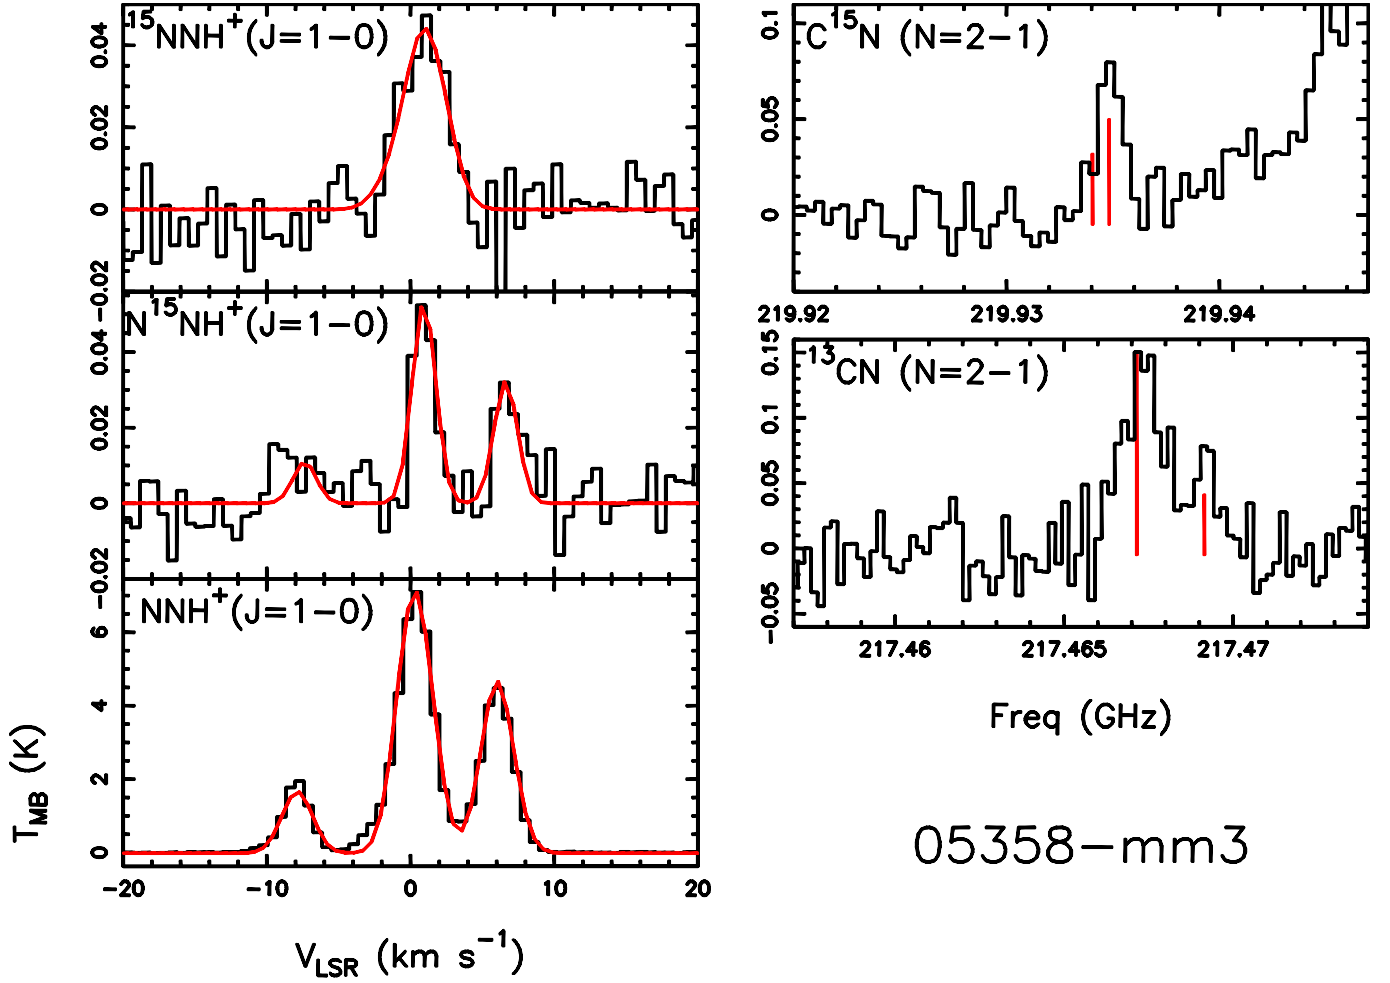 ¹⁵NNH⁺(J=1−0)
0.04
0.02
0
−0.02
N¹⁵NH⁺(J=1−0)
0.04
0.02
0
−0.02
NNH⁺(J=1−0)
6
4
2
0
−20 −10 0 10 20
T_MB (K)
V_LSR (km s⁻¹)
C¹⁵N (N=2−1)
0.1
0.05
0
219.92 219.93 219.94
¹³CN (N=2−1)
0.15
0.1
0.05
0
−0.05
217.46 217.465 217.47
Freq (GHz)
05358−mm3